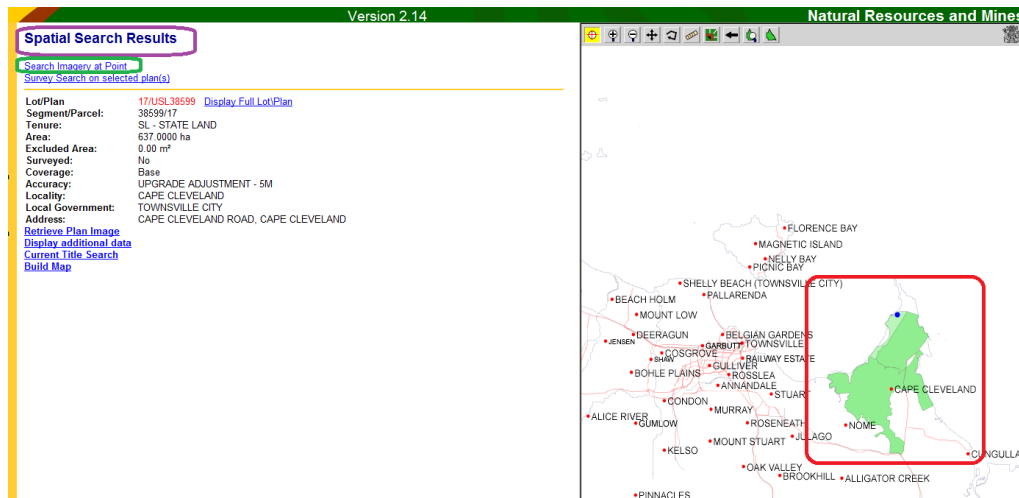 Version 2.14
Natural Resources and Mines
Spatial Search Results
Search Imagery at Point
Survey Search on selected plan(s)
Lot/Plan 17/USL38599 Display Full Lot\Plan
Segment/Parcel: 38599/17
Tenure: SL - STATE LAND
Area: 637.0000 ha
Excluded Area: 0.00 m²
Surveyed: No
Coverage: Base
Accuracy: UPGRADE ADJUSTMENT - 5M
Locality: CAPE CLEVELAND
Local Government: TOWNSVILLE CITY
Address: CAPE CLEVELAND ROAD, CAPE CLEVELAND
Retrieve Plan Image
Display additional data
Current Title Search
Build Map
FLORENCE BAY
MAGNETIC ISLAND
NELLY BAY
PICNIC BAY
SHELLY BEACH (TOWNSVILLE CITY)
BEACH HOLM
PALLARENDA
MOUNT LOW
DEERAGUN
BELGIAN GARDENS
JENSEN
GARBUTT
TOWNSVILLE
COSGROVE
SHAW
RAILWAY ESTATE
GULLIVER
BOHLE PLAINS
ROSSLEA
ANNANDALE
CAPE CLEVELAND
STUART
CONDON
MURRAY
ALICE RIVER
GUMLOW
ROSENEATH
NOME
MOUNT STUART
JULAGO
KELSO
CUNGULLA
OAK VALLEY
BROOKHILL
ALLIGATOR CREEK
PINNACLES